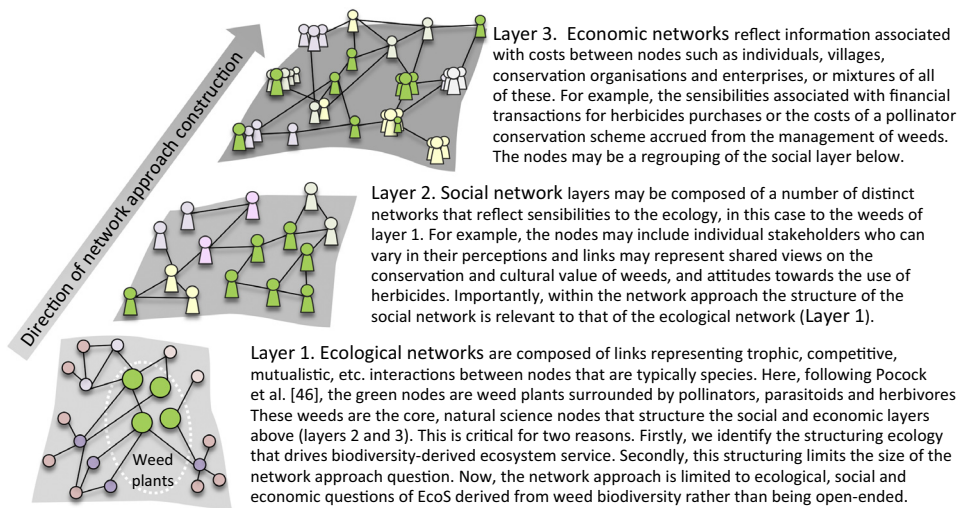 Direction of network approach construction
Layer 3. Economic networks reflect information associated
with costs between nodes such as individuals, villages,
conservation organisations and enterprises, or mixtures of all
of these. For example, the sensibilities associated with financial
transactions for herbicides purchases or the costs of a pollinator
conservation scheme accrued from the management of weeds.
The nodes may be a regrouping of the social layer below.
Layer 2. Social network layers may be composed of a number of distinct
networks that reflect sensibilities to the ecology, in this case to the weeds of
layer 1. For example, the nodes may include individual stakeholders who can
vary in their perceptions and links may represent shared views on the
conservation and cultural value of weeds, and attitudes towards the use of
herbicides. Importantly, within the network approach the structure of the
social network is relevant to that of the ecological network (Layer 1).
Layer 1. Ecological networks are composed of links representing trophic, competitive,
mutualistic, etc. interactions between nodes that are typically species. Here, following Pocock
et al. [46], the green nodes are weed plants surrounded by pollinators, parasitoids and herbivores
These weeds are the core, natural science nodes that structure the social and economic layers
above (layers 2 and 3). This is critical for two reasons. Firstly, we identify the structuring ecology
that drives biodiversity-derived ecosystem service. Secondly, this structuring limits the size of the
network approach question. Now, the network approach is limited to ecological, social and
economic questions of EcoS derived from weed biodiversity rather than being open-ended.
Weed
plants